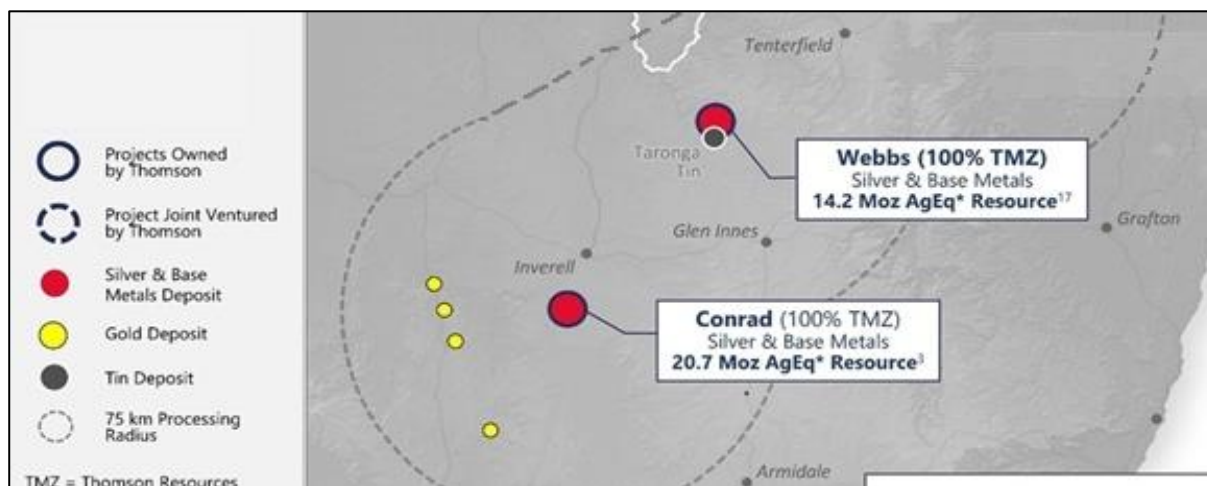 Tenterfield
Taronga
Tin
Webbs (100% TMZ)
Silver & Base Metals
14.2 Moz AgEq* Resource¹⁷
Glen Innes
Grafton
Inverell
Conrad (100% TMZ)
Silver & Base Metals
20.7 Moz AgEq* Resource³
Armidale
Projects Owned
by Thomson
Project Joint Ventured
by Thomson
Silver & Base
Metals Deposit
Gold Deposit
Tin Deposit
75 km Processing
Radius
TMZ = Thomson Resources